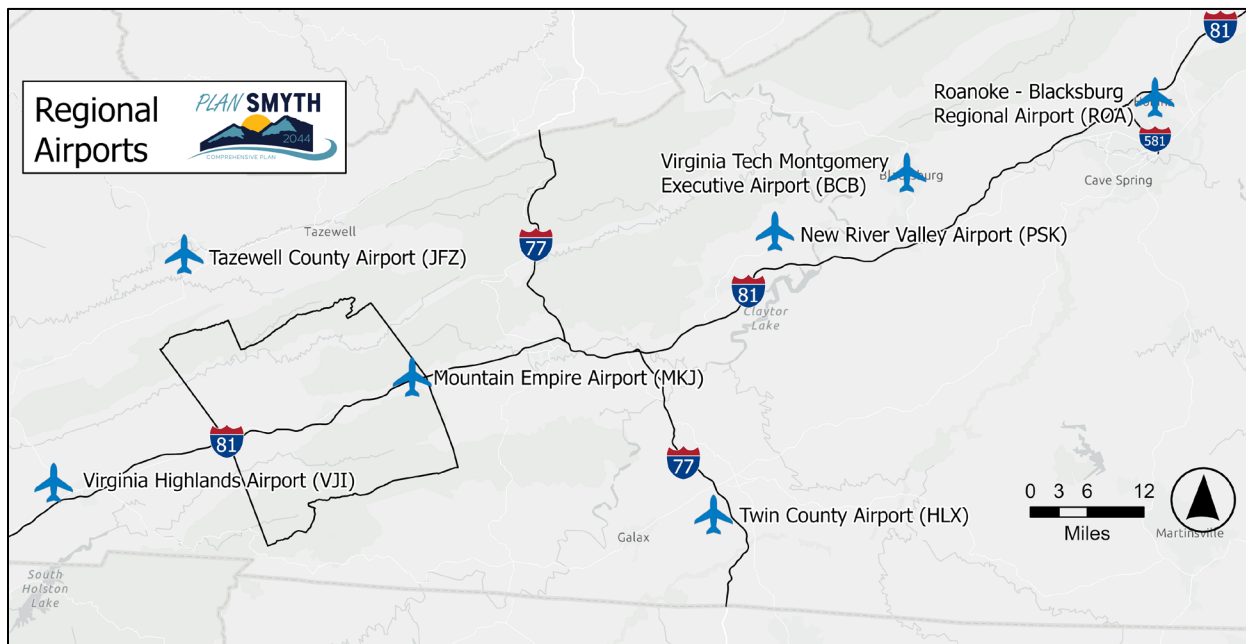 Regional
Airports
PLAN SMYTH
2044
COMPREHENSIVE PLAN
81
Roanoke - Blacksburg
Regional Airport (ROA)
581
Cave Spring
Virginia Tech Montgomery
Executive Airport (BCB)
New River Valley Airport (PSK)
Tazewell
77
Tazewell County Airport (JFZ)
81
Claytor
Lake
Mountain Empire Airport (MKJ)
81
77
Virginia Highlands Airport (VJI)
Twin County Airport (HLX)
Galax
0 3 6 12
Miles
Martinsville
South
Holston
Lake